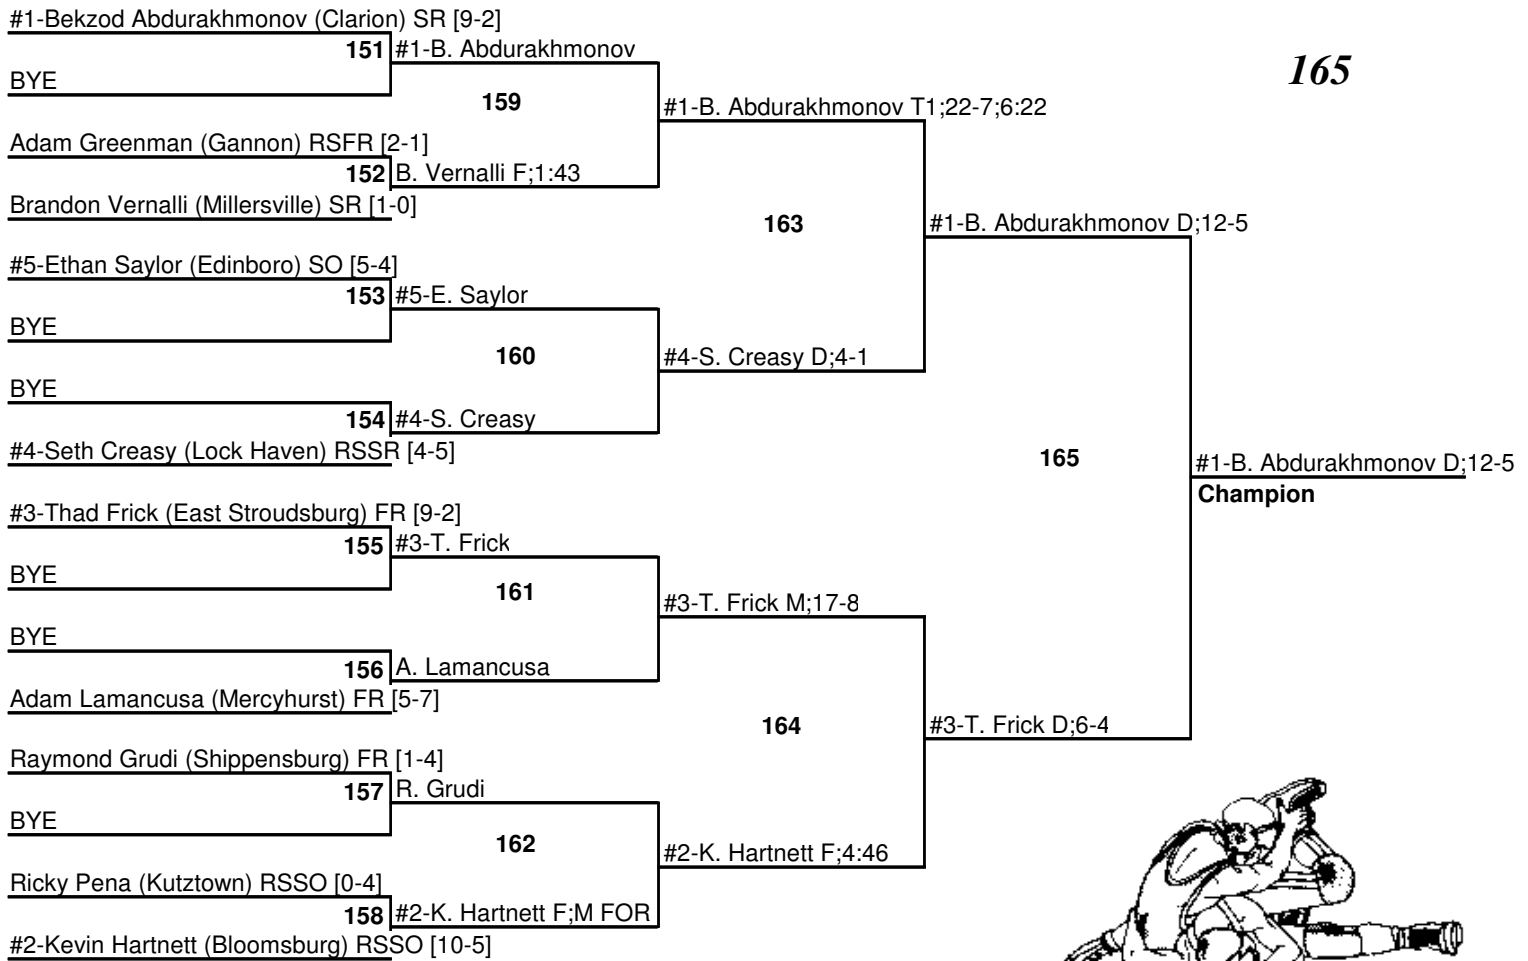 #1-Bekzod Abdurakhmonov (Clarion) SR [9-2]
151 #1-B. Abdurakhmonov
165
BYE
159
#1-B. Abdurakhmonov T1;22-7;6:22
Adam Greenman (Gannon) RSFR [2-1]
152 B. Vernalli F;1:43
Brandon Vernalli (Millersville) SR [1-0]
163
#1-B. Abdurakhmonov D;12-5
#5-Ethan Saylor (Edinboro) SO [5-4]
153 #5-E. Saylor
BYE
160
#4-S. Creasy D;4-1
BYE
154 #4-S. Creasy
#4-Seth Creasy (Lock Haven) RSSR [4-5]
165
#1-B. Abdurakhmonov D;12-5
Champion
#3-Thad Frick (East Stroudsburg) FR [9-2]
155 #3-T. Frick
BYE
161
#3-T. Frick M;17-8
BYE
156 A. Lamancusa
Adam Lamancusa (Mercyhurst) FR [5-7]
164
#3-T. Frick D;6-4
Raymond Grudi (Shippensburg) FR [1-4]
157 R. Grudi
BYE
162
#2-K. Hartnett F;4:46
Ricky Pena (Kutztown) RSSO [0-4]
158 #2-K. Hartnett F;M FOR
#2-Kevin Hartnett (Bloomsburg) RSSO [10-5]